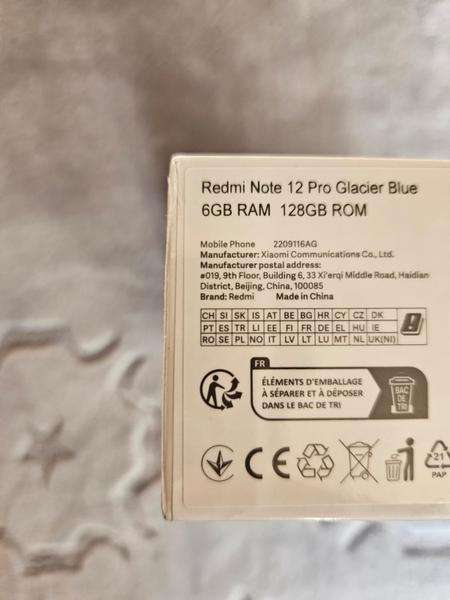 Redmi Note 12 Pro Glacier Blue
6GB RAM 128GB ROM
Mobile Phone 2209116AG
Manufacturer: Xiaomi Communications Co., Ltd.
Manufacturer postal address:
#019, 9th Floor, Building 6, 33 Xi'erqi Middle Road, Haidian
District, Beijing, China, 100085
Brand: Redmi Made in China
CH SI SK IS AT BE BG HR CY CZ DK
PT ES TR LI EE FI FR DE EL HU IE
RO SE PL NO IT LV LT LU MT NL UK(NI)
FR
ÉLÉMENTS D'EMBALLAGE
À SÉPARER ET À DÉPOSER
DANS LE BAC DE TRI
BAC
DE
TRI
CE
21
PAP